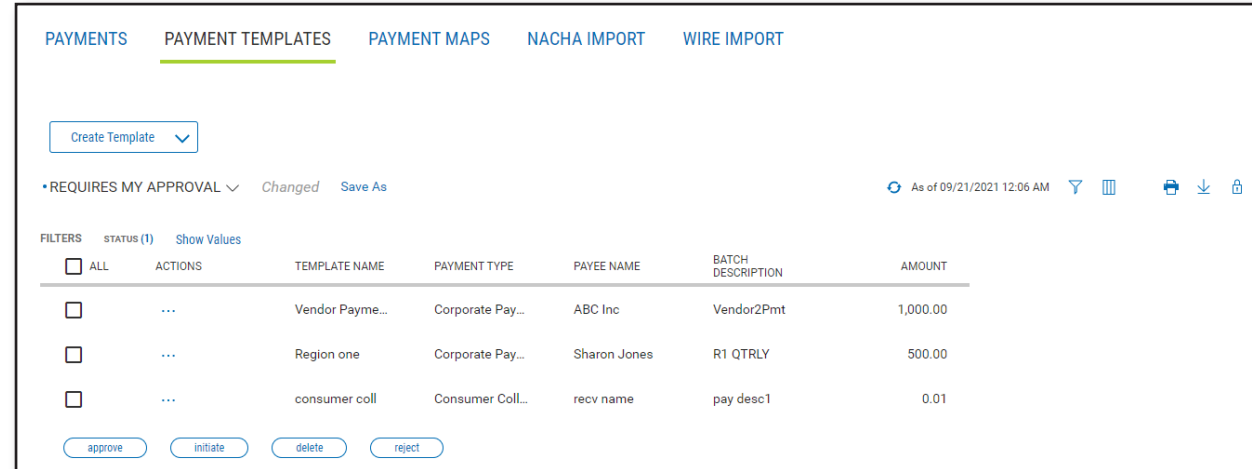 PAYMENTS PAYMENT TEMPLATES PAYMENT MAPS NACHA IMPORT WIRE IMPORT
Create Template
• REQUIRES MY APPROVAL Changed Save As As of 09/21/2021 12:06 AM
FILTERS STATUS (1) Show Values
ALL ACTIONS TEMPLATE NAME PAYMENT TYPE PAYEE NAME BATCH DESCRIPTION AMOUNT
... Vendor Payme... Corporate Pay... ABC Inc Vendor2Pmt 1,000.00
... Region one Corporate Pay... Sharon Jones R1 QTRLY 500.00
... consumer coll Consumer Coll... recv name pay desc1 0.01
approve initiate delete reject